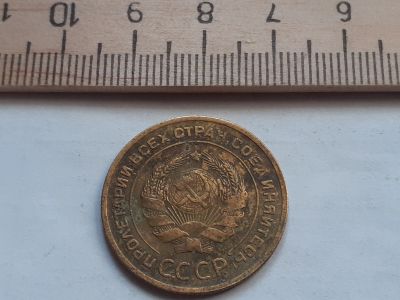 10 9 8 7 6
ПРОЛЕТАРИИ ВСЕХ СТРАН, СОЕДИНЯЙТЕСЬ
СССР